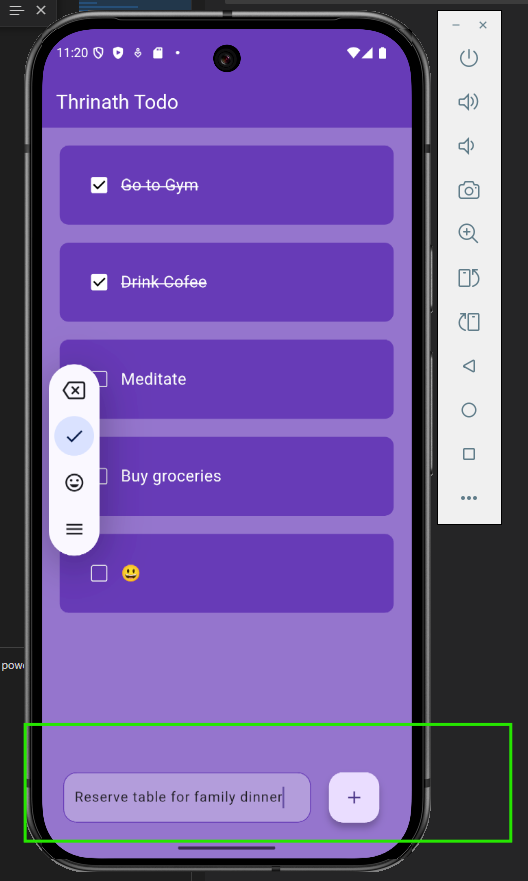 11:20
Thrinath Todo
Go to Gym
Drink Cofee
Meditate
Buy groceries
😃
powe
Reserve table for family dinner